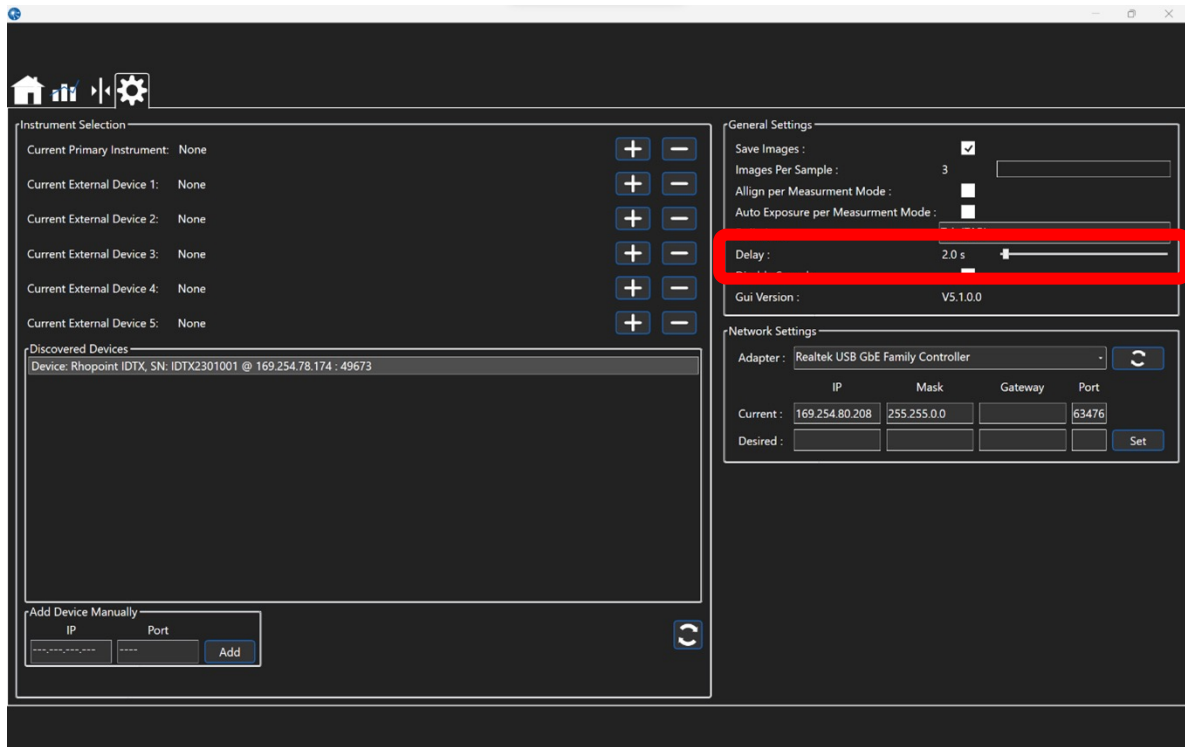 Instrument Selection
Current Primary Instrument: None
Current External Device 1: None
Current External Device 2: None
Current External Device 3: None
Current External Device 4: None
Current External Device 5: None
Discovered Devices
Device: Rhopoint IDTX, SN: IDTX2301001 @ 169.254.78.174 : 49673
Add Device Manually
IP Port
---.---.---.--- ---- Add
General Settings
Save Images :
Images Per Sample : 3
Allign per Measurment Mode :
Auto Exposure per Measurment Mode :
Delay : 2.0 s
Gui Version : V5.1.0.0
Network Settings
Adapter : Realtek USB GbE Family Controller
IP Mask Gateway Port
Current : 169.254.80.208 255.255.0.0 63476
Desired : Set